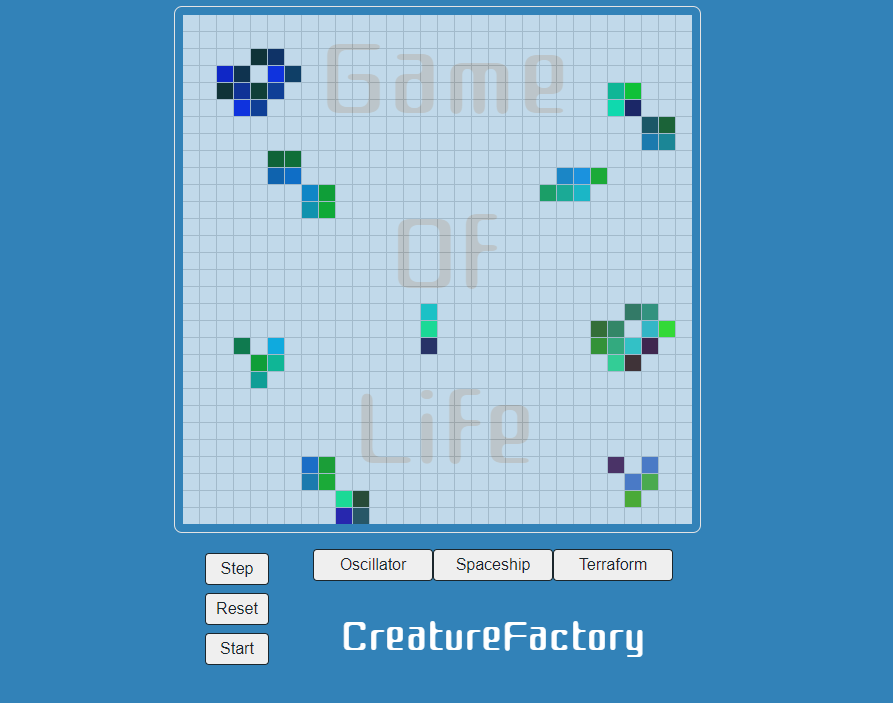 Game
Of
Life
Step
Oscillator
Spaceship
Terraform
Reset
Start
CreatureFactory